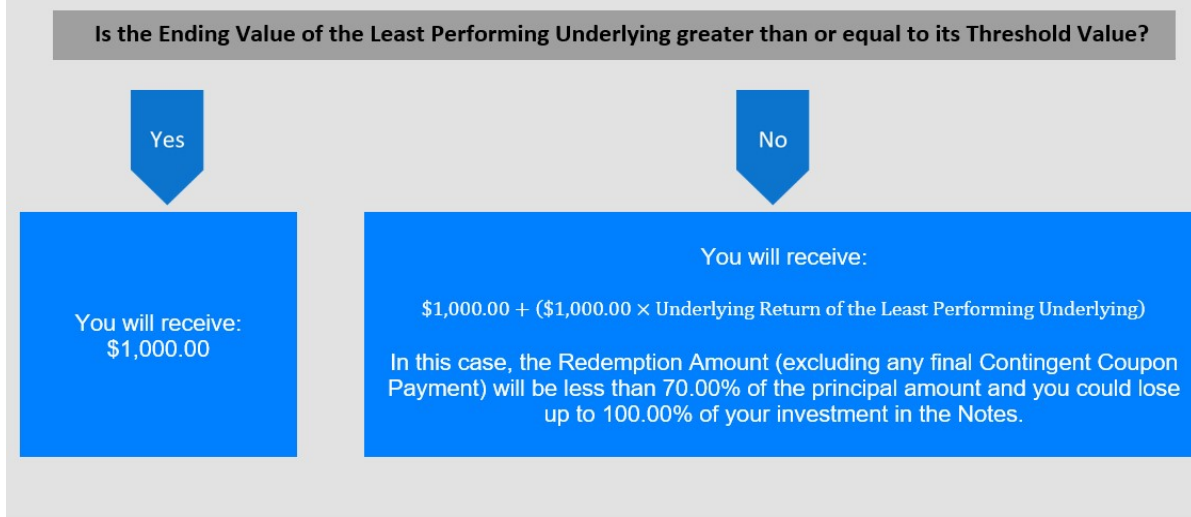 Is the Ending Value of the Least Performing Underlying greater than or equal to its Threshold Value?
Yes
No
You will receive:
$1,000.00
You will receive:
$1,000.00 + ($1,000.00 × Underlying Return of the Least Performing Underlying)
In this case, the Redemption Amount (excluding any final Contingent Coupon
Payment) will be less than 70.00% of the principal amount and you could lose
up to 100.00% of your investment in the Notes.